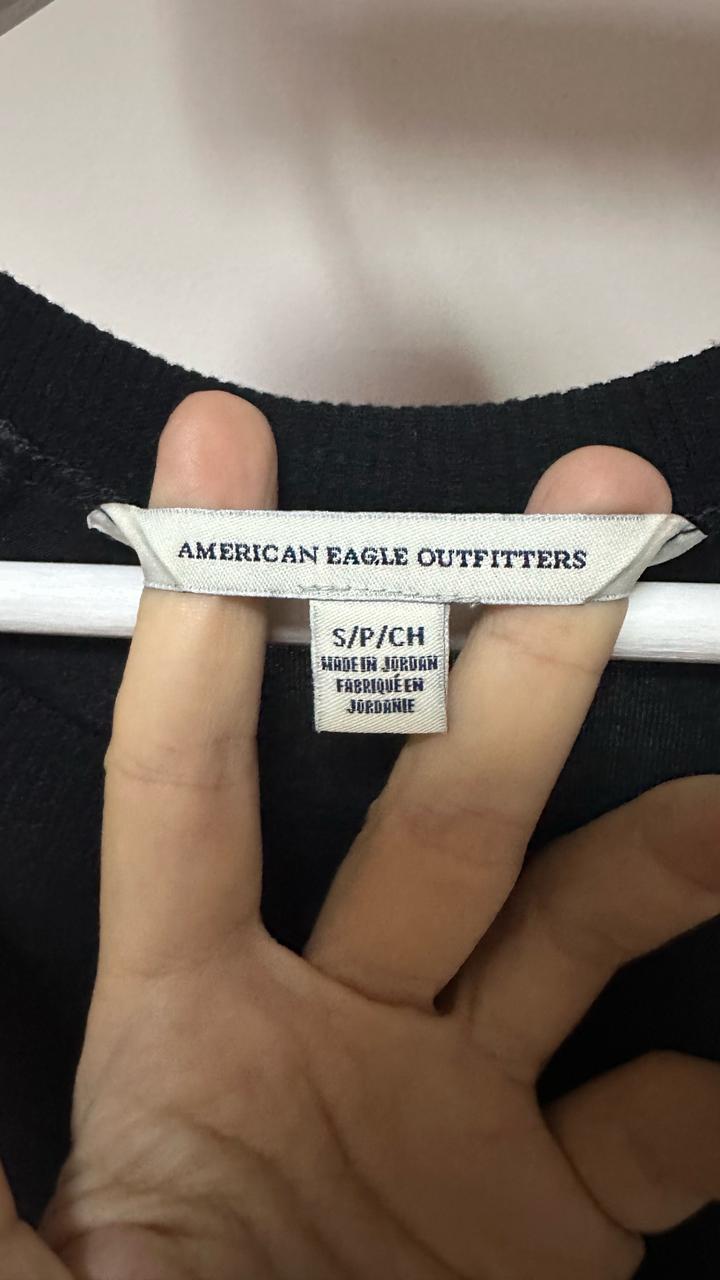 AMERICAN EAGLE OUTFITTERS
S/P/CH
MADE IN JORDAN
FABRIQUÉ EN
JORDANIE